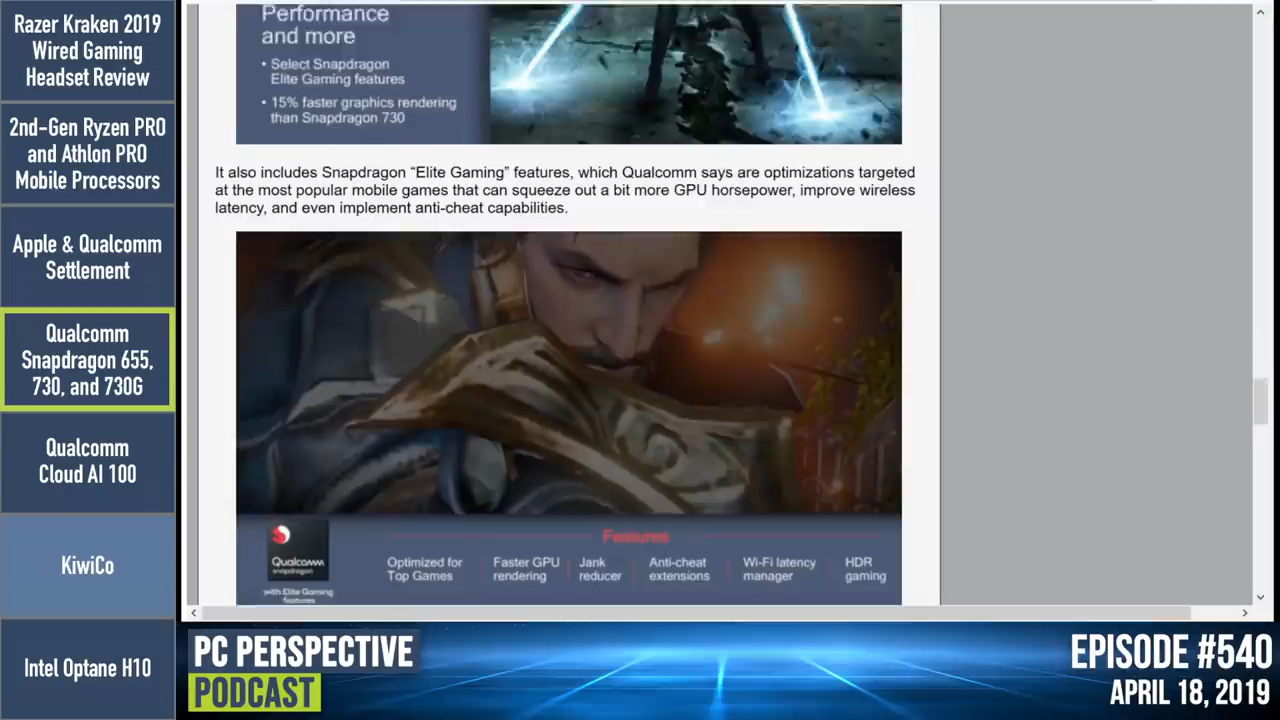 Razer Kraken 2019
Wired Gaming
Headset Review
2nd-Gen Ryzen PRO
and Athlon PRO
Mobile Processors
Apple & Qualcomm
Settlement
Qualcomm
Snapdragon 655,
730, and 730G
Qualcomm
Cloud AI 100
KiwiCo
Intel Optane H10
Performance
and more
• Select Snapdragon
Elite Gaming features
• 15% faster graphics rendering
than Snapdragon 730
It also includes Snapdragon “Elite Gaming” features, which Qualcomm says are optimizations targeted
at the most popular mobile games that can squeeze out a bit more GPU horsepower, improve wireless
latency, and even implement anti-cheat capabilities.
Qualcomm
snapdragon
with Elite Gaming
features
Features
Optimized for
Top Games
Faster GPU
rendering
Jank
reducer
Anti-cheat
extensions
Wi-Fi latency
manager
HDR
gaming
PC PERSPECTIVE
PODCAST
EPISODE #540
APRIL 18, 2019